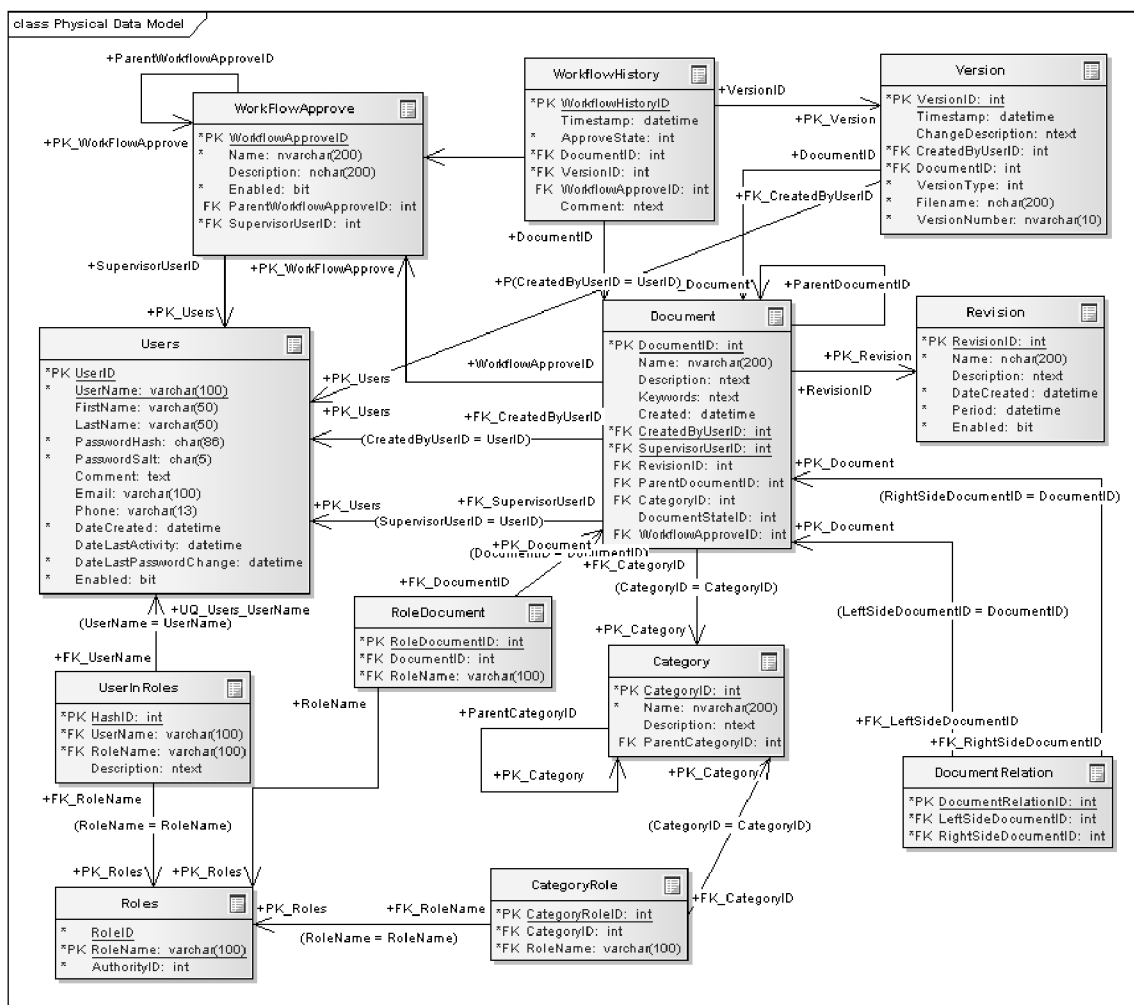 class Physical Data Model
+ParentWorkflowApproveID
WorkFlowApprove
*PK WorkflowApproveID
* Name: nvarchar(200)
Description: nchar(200)
* Enabled: bit
FK ParentWorkflowApproveID: int
*FK SupervisorUserID: int
+PK_WorkFlowApprove
WorkflowHistory
*PK WorkflowHistoryID
Timestamp: datetime
* ApproveState: int
*FK DocumentID: int
*FK VersionID: int
FK WorkflowApproveID: int
Comment: ntext
+VersionID
+PK_Version
Version
*PK VersionID: int
Timestamp: datetime
ChangeDescription: ntext
*FK CreatedByUserID: int
*FK DocumentID: int
* VersionType: int
* Filename: nchar(200)
* VersionNumber: nvarchar(10)
+DocumentID
+FK_CreatedByUserID
+DocumentID
+SupervisorUserID
+PK_WorkFlowApprove
+P(CreatedByUserID = UserID)_Document
+ParentDocumentID
+PK_Users
Users
*PK UserID
* UserName: varchar(100)
FirstName: varchar(50)
LastName: varchar(50)
* PasswordHash: char(86)
* PasswordSalt: char(5)
Comment: text
Email: varchar(100)
Phone: varchar(13)
* DateCreated: datetime
DateLastActivity: datetime
* DateLastPasswordChange: datetime
* Enabled: bit
Document
*PK DocumentID: int
Name: nvarchar(200)
Description: ntext
Keywords: ntext
Created: datetime
*FK CreatedByUserID: int
*FK SupervisorUserID: int
FK RevisionID: int
FK ParentDocumentID: int
FK CategoryID: int
DocumentStateID: int
FK WorkflowApproveID: int
Revision
*PK RevisionID: int
* Name: nchar(200)
Description: ntext
* DateCreated: datetime
* Period: datetime
* Enabled: bit
+PK_Revision
+RevisionID
+WorkflowApproveID
+PK_Users
+PK_Users
+FK_CreatedByUserID
(CreatedByUserID = UserID)
+FK_SupervisorUserID
+PK_Users
(SupervisorUserID = UserID)
+PK_Document
(RightSideDocumentID = DocumentID)
+PK_Document
+PK_Document
(DocumentID = DocumentID)
+FK_DocumentID
+FK_CategoryID
(CategoryID = CategoryID)
+PK_Category
(LeftSideDocumentID = DocumentID)
+UQ_Users_UserName
(UserName = UserName)
+FK_UserName
RoleDocument
*PK RoleDocumentID: int
*FK DocumentID: int
*FK RoleName: varchar(100)
+RoleName
UserInRoles
*PK HashID: int
*FK UserName: varchar(100)
*FK RoleName: varchar(100)
Description: ntext
Category
*PK CategoryID: int
* Name: nvarchar(200)
Description: ntext
FK ParentCategoryID: int
+ParentCategoryID
+PK_Category
+PK_Category
+FK_LeftSideDocumentID
+FK_RightSideDocumentID
DocumentRelation
*PK DocumentRelationID: int
*FK LeftSideDocumentID: int
*FK RightSideDocumentID: int
+FK_RoleName
(RoleName = RoleName)
+PK_Roles
+PK_Roles
(CategoryID = CategoryID)
Roles
* RoleID
*PK RoleName: varchar(100)
* AuthorityID: int
+PK_Roles
+FK_RoleName
(RoleName = RoleName)
CategoryRole
*PK CategoryRoleID: int
*FK CategoryID: int
*FK RoleName: varchar(100)
+FK_CategoryID